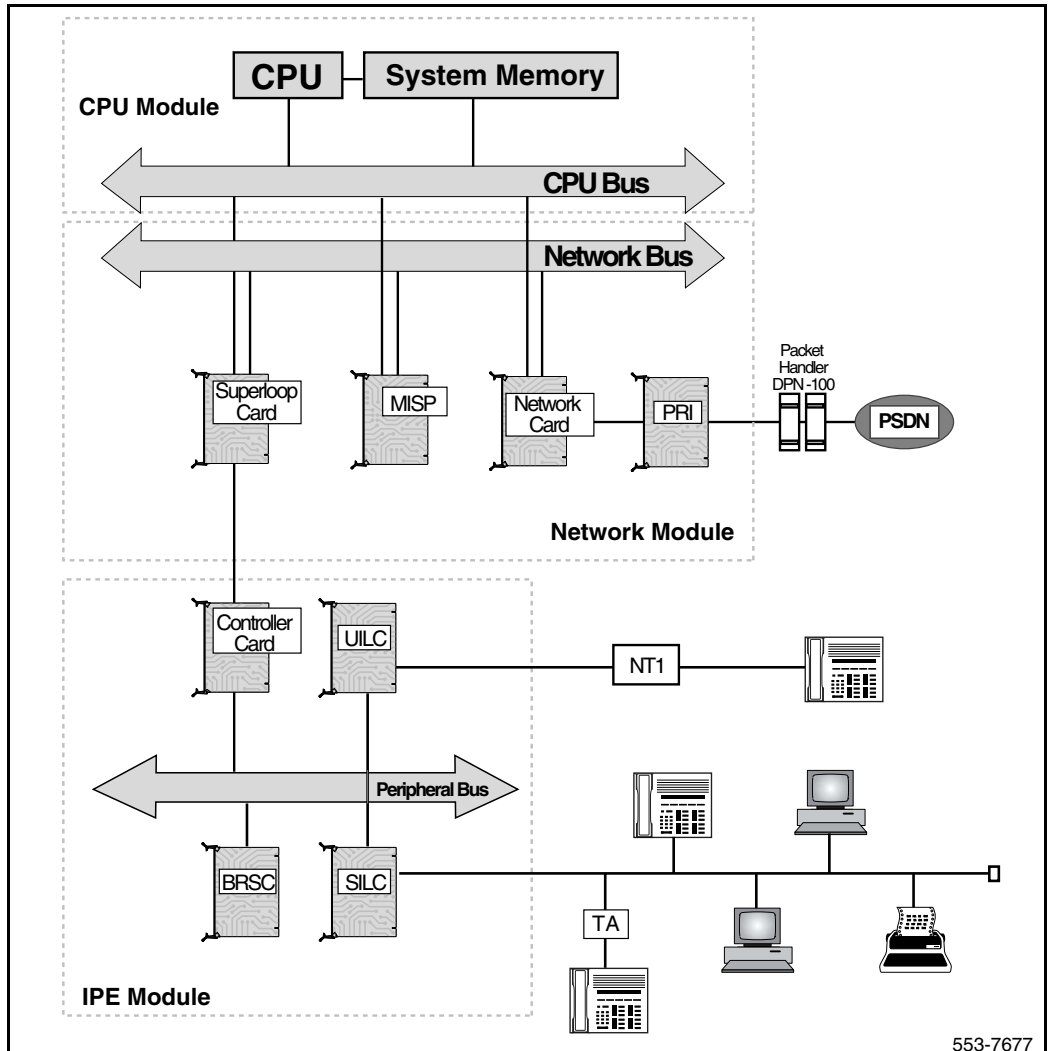 CPU
System Memory
CPU Module
CPU Bus
Network Bus
Superloop
Card
MISP
Network
Card
PRI
Packet
Handler
DPN-100
PSDN
Network Module
Controller
Card
UILC
NT1
Peripheral Bus
BRSC
SILC
TA
IPE Module
553-7677